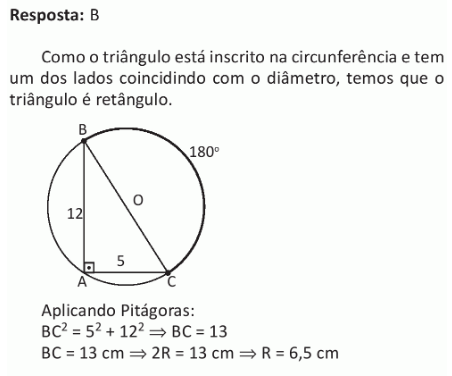 Resposta: B
Como o triângulo está inscrito na circunferência e tem
um dos lados coincidindo com o diâmetro, temos que o
triângulo é retângulo.
B
180°
O
12
5
A
C
Aplicando Pitágoras:
BC² = 5² + 12² ⇒ BC = 13
BC = 13 cm ⇒ 2R = 13 cm ⇒ R = 6,5 cm